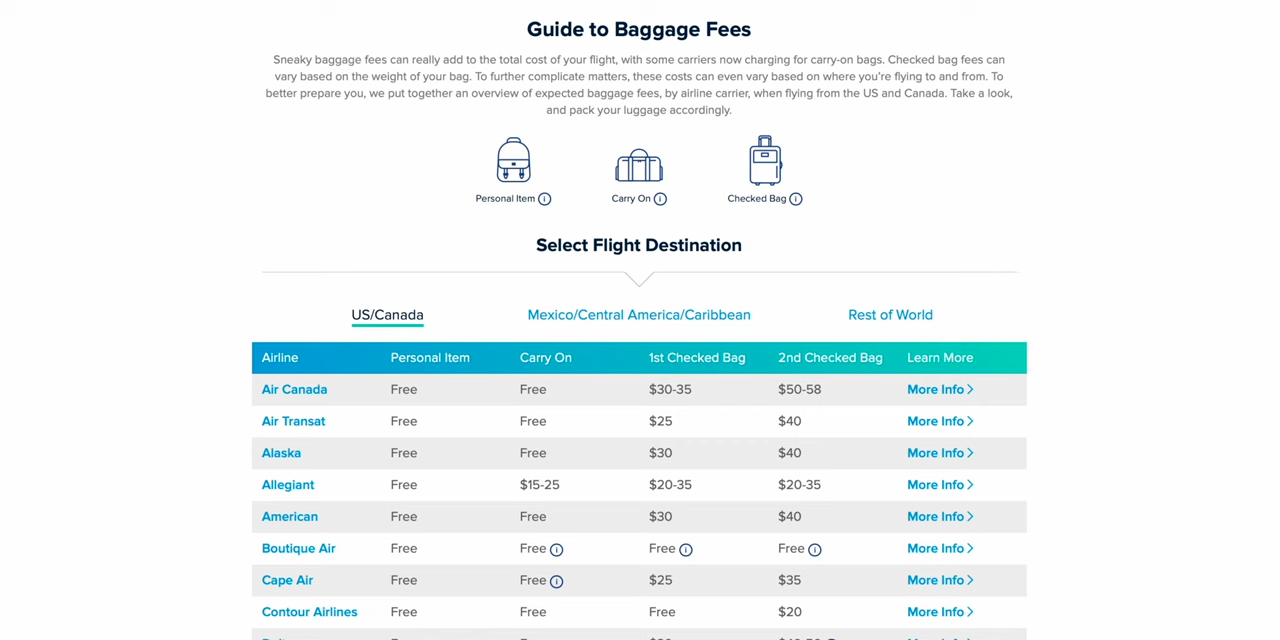 Guide to Baggage Fees
Sneaky baggage fees can really add to the total cost of your flight, with some carriers now charging for carry-on bags. Checked bag fees can
vary based on the weight of your bag. To further complicate matters, these costs can even vary based on where you're flying to and from. To
better prepare you, we put together an overview of expected baggage fees, by airline carrier, when flying from the US and Canada. Take a look,
and pack your luggage accordingly.
Personal Item Carry On Checked Bag
Select Flight Destination
US/Canada Mexico/Central America/Caribbean Rest of World
Airline Personal Item Carry On 1st Checked Bag 2nd Checked Bag Learn More
Air Canada Free Free $30-35 $50-58 More Info
Air Transat Free Free $25 $40 More Info
Alaska Free Free $30 $40 More Info
Allegiant Free $15-25 $20-35 $20-35 More Info
American Free Free $30 $40 More Info
Boutique Air Free Free Free Free More Info
Cape Air Free Free $25 $35 More Info
Contour Airlines Free Free Free $20 More Info